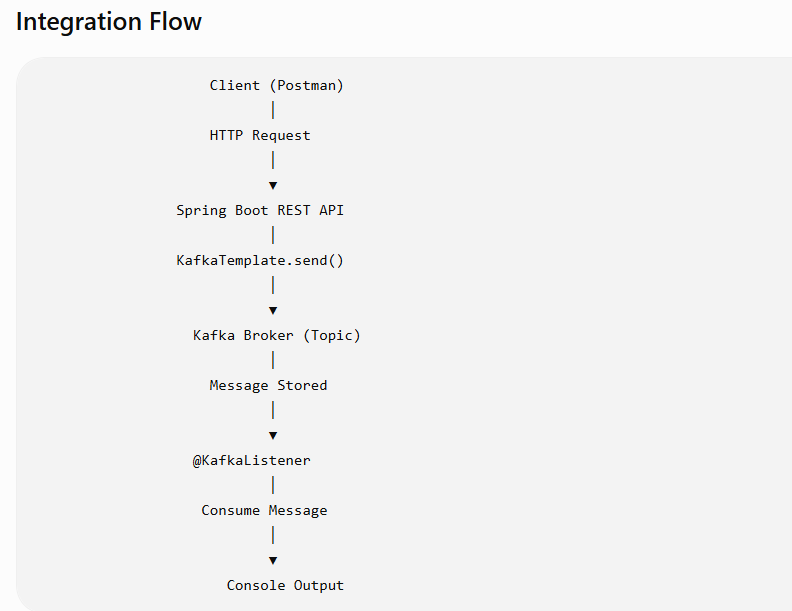 Integration Flow
Client (Postman)
HTTP Request
Spring Boot REST API
KafkaTemplate.send()
Kafka Broker (Topic)
Message Stored
@KafkaListener
Consume Message
Console Output